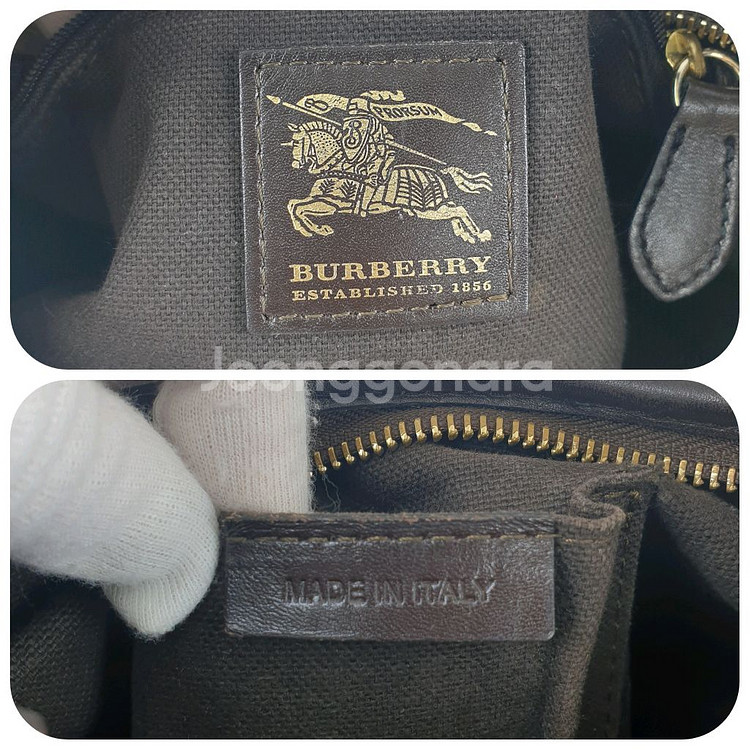 PRORSUM
BURBERRY
ESTABLISHED 1856
Joonggonara
MADE IN ITALY